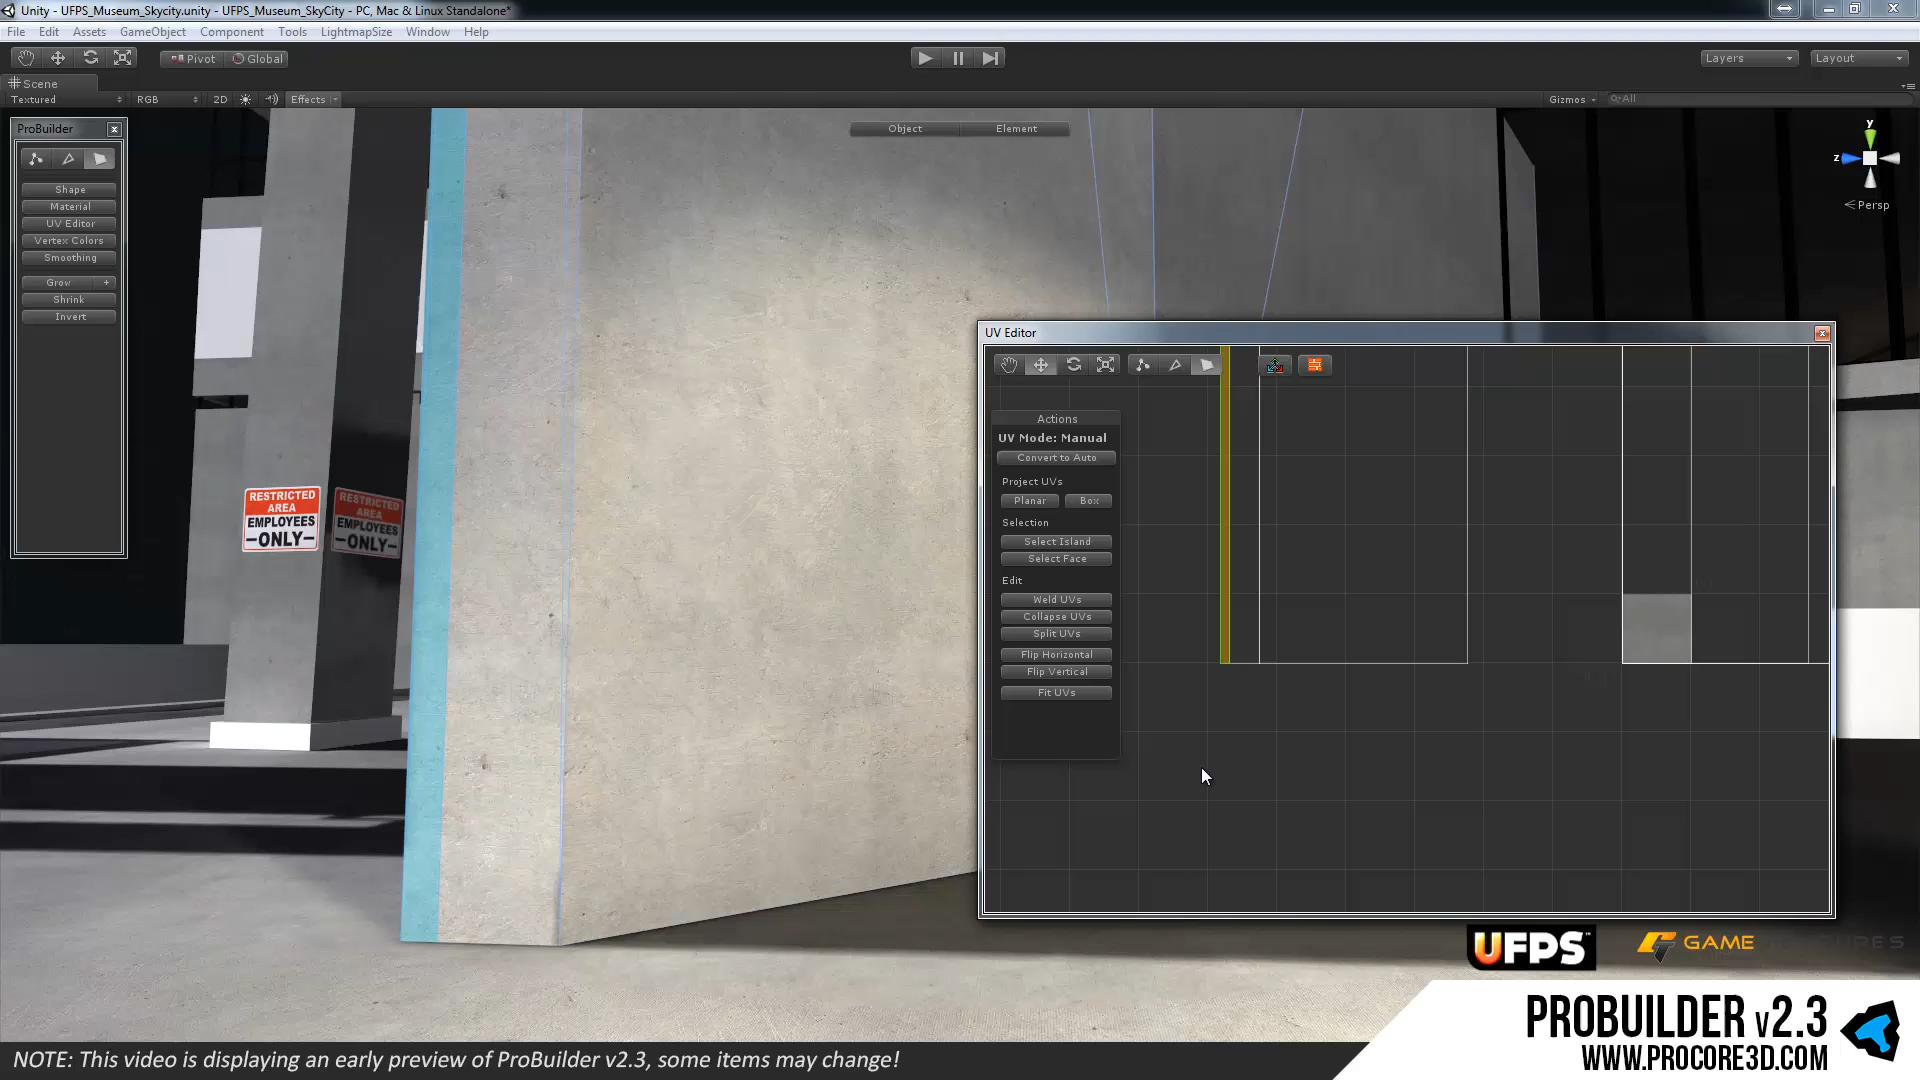 Unity - UFPS_Museum_Skycity.unity - UFPS_Museum_SkyCity - PC, Mac & Linux Standalone*
File Edit Assets GameObject Component Tools LightmapSize Window Help
Pivot Global Layers Layout
Scene
Textured RGB 2D Effects Gizmos All
ProBuilder
Shape
Material
UV Editor
Vertex Colors
Smoothing
Grow +
Shrink
Invert
Object Element
y
z
Persp
RESTRICTED
AREA
EMPLOYEES
-ONLY-
RESTRICTED
AREA
EMPLOYEES
-ONLY-
UV Editor
Actions
UV Mode: Manual
Convert to Auto
Project UVs
Planar Box
Selection
Select Island
Select Face
Edit
Weld UVs
Collapse UVs
Split UVs
Flip Horizontal
Flip Vertical
Fit UVs
UFPS™
GAME
PROBUILDER v2.3
WWW.PROCORE3D.COM
NOTE: This video is displaying an early preview of ProBuilder v2.3, some items may change!